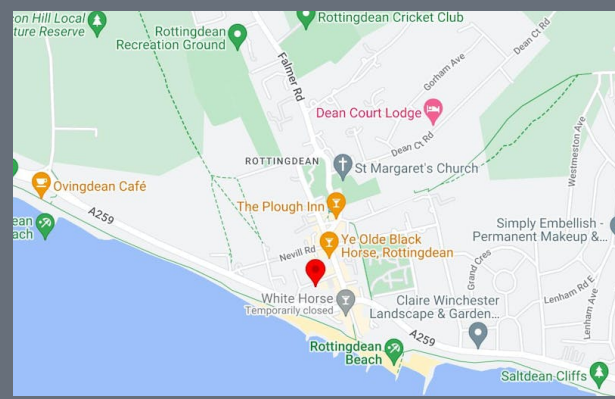 on Hill Local
ture Reserve
Rottingdean
Recreation Ground
Rottingdean Cricket Club
Falmer Rd
Gorham Ave
Dean Ct Rd
Dean Court Lodge
Dean Ct Rd
Westmeston Ave
ROTTINGDEAN
St Margaret's Church
Ovingdean Café
ean
ach
A259
The Plough Inn
Ye Olde Black
Horse, Rottingdean
Nevill Rd
Simply Embellish -
Permanent Makeup &...
Grand Cres
Lenham Rd E
Lenham Ave
White Horse
Temporarily closed
Claire Winchester
Landscape & Garden...
A259
Rottingdean
Beach
Saltdean Cliffs